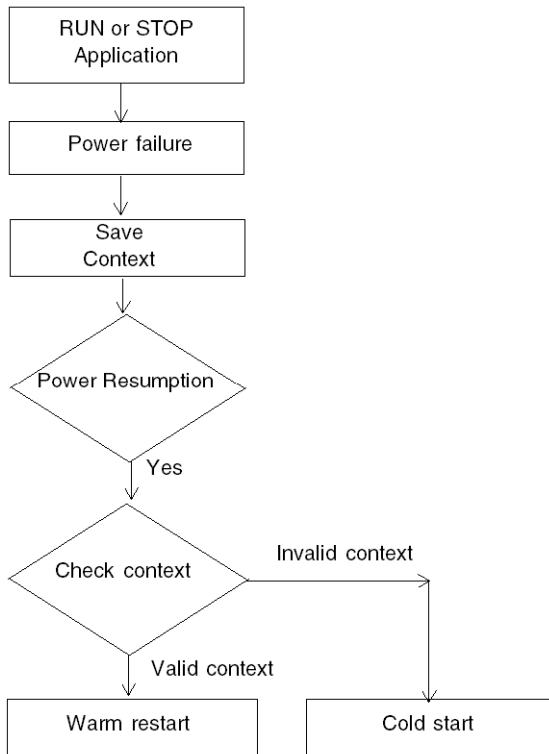 RUN or STOP
Application
Power failure
Save
Context
Power Resumption
Yes
Check context
Invalid context
Valid context
Warm restart
Cold start